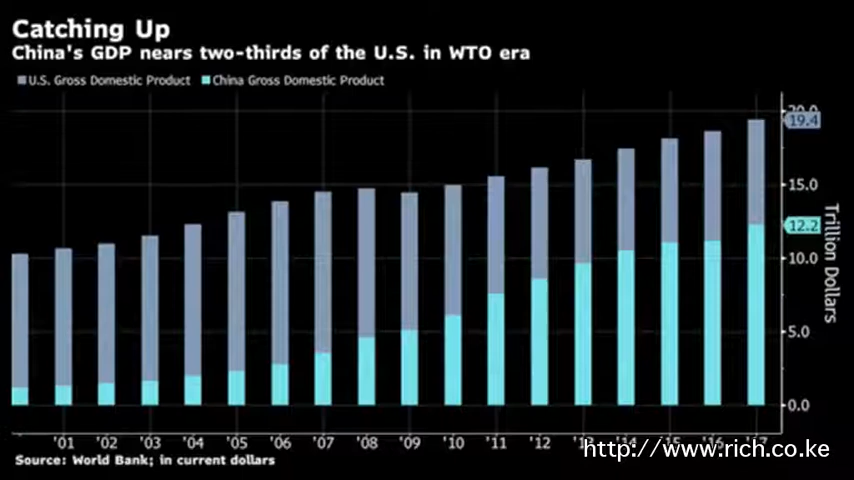 Catching Up
China's GDP nears two-thirds of the U.S. in WTO era
U.S. Gross Domestic Product China Gross Domestic Product
20.0
19.4
15.0
12.2
10.0
5.0
0.0
Trillion Dollars
'01 '02 '03 '04 '05 '06 '07 '08 '09 '10 '11 '12 '13 '14 '15 '16 '17
http://www.rich.co.ke
Source: World Bank; in current dollars